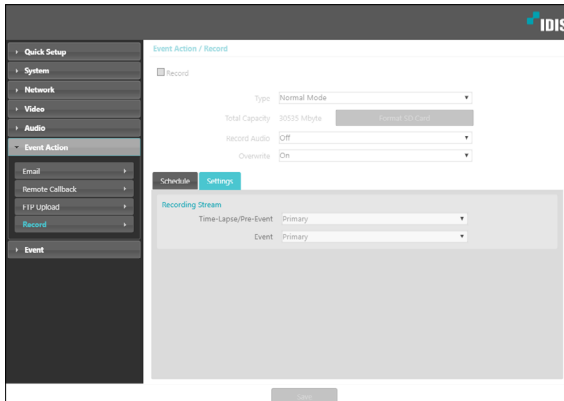 IDIS
Quick Setup
Event Action / Record
System
Record
Network
Type Normal Mode
Video
Total Capacity 30535 Mbyte Format SD Card
Audio
Record Audio Off
Event Action
Overwrite On
Email
Schedule Settings
Remote Callback
FTP Upload
Recording Stream
Record
Time-Lapse/Pre-Event Primary
Event Primary
Event
Save